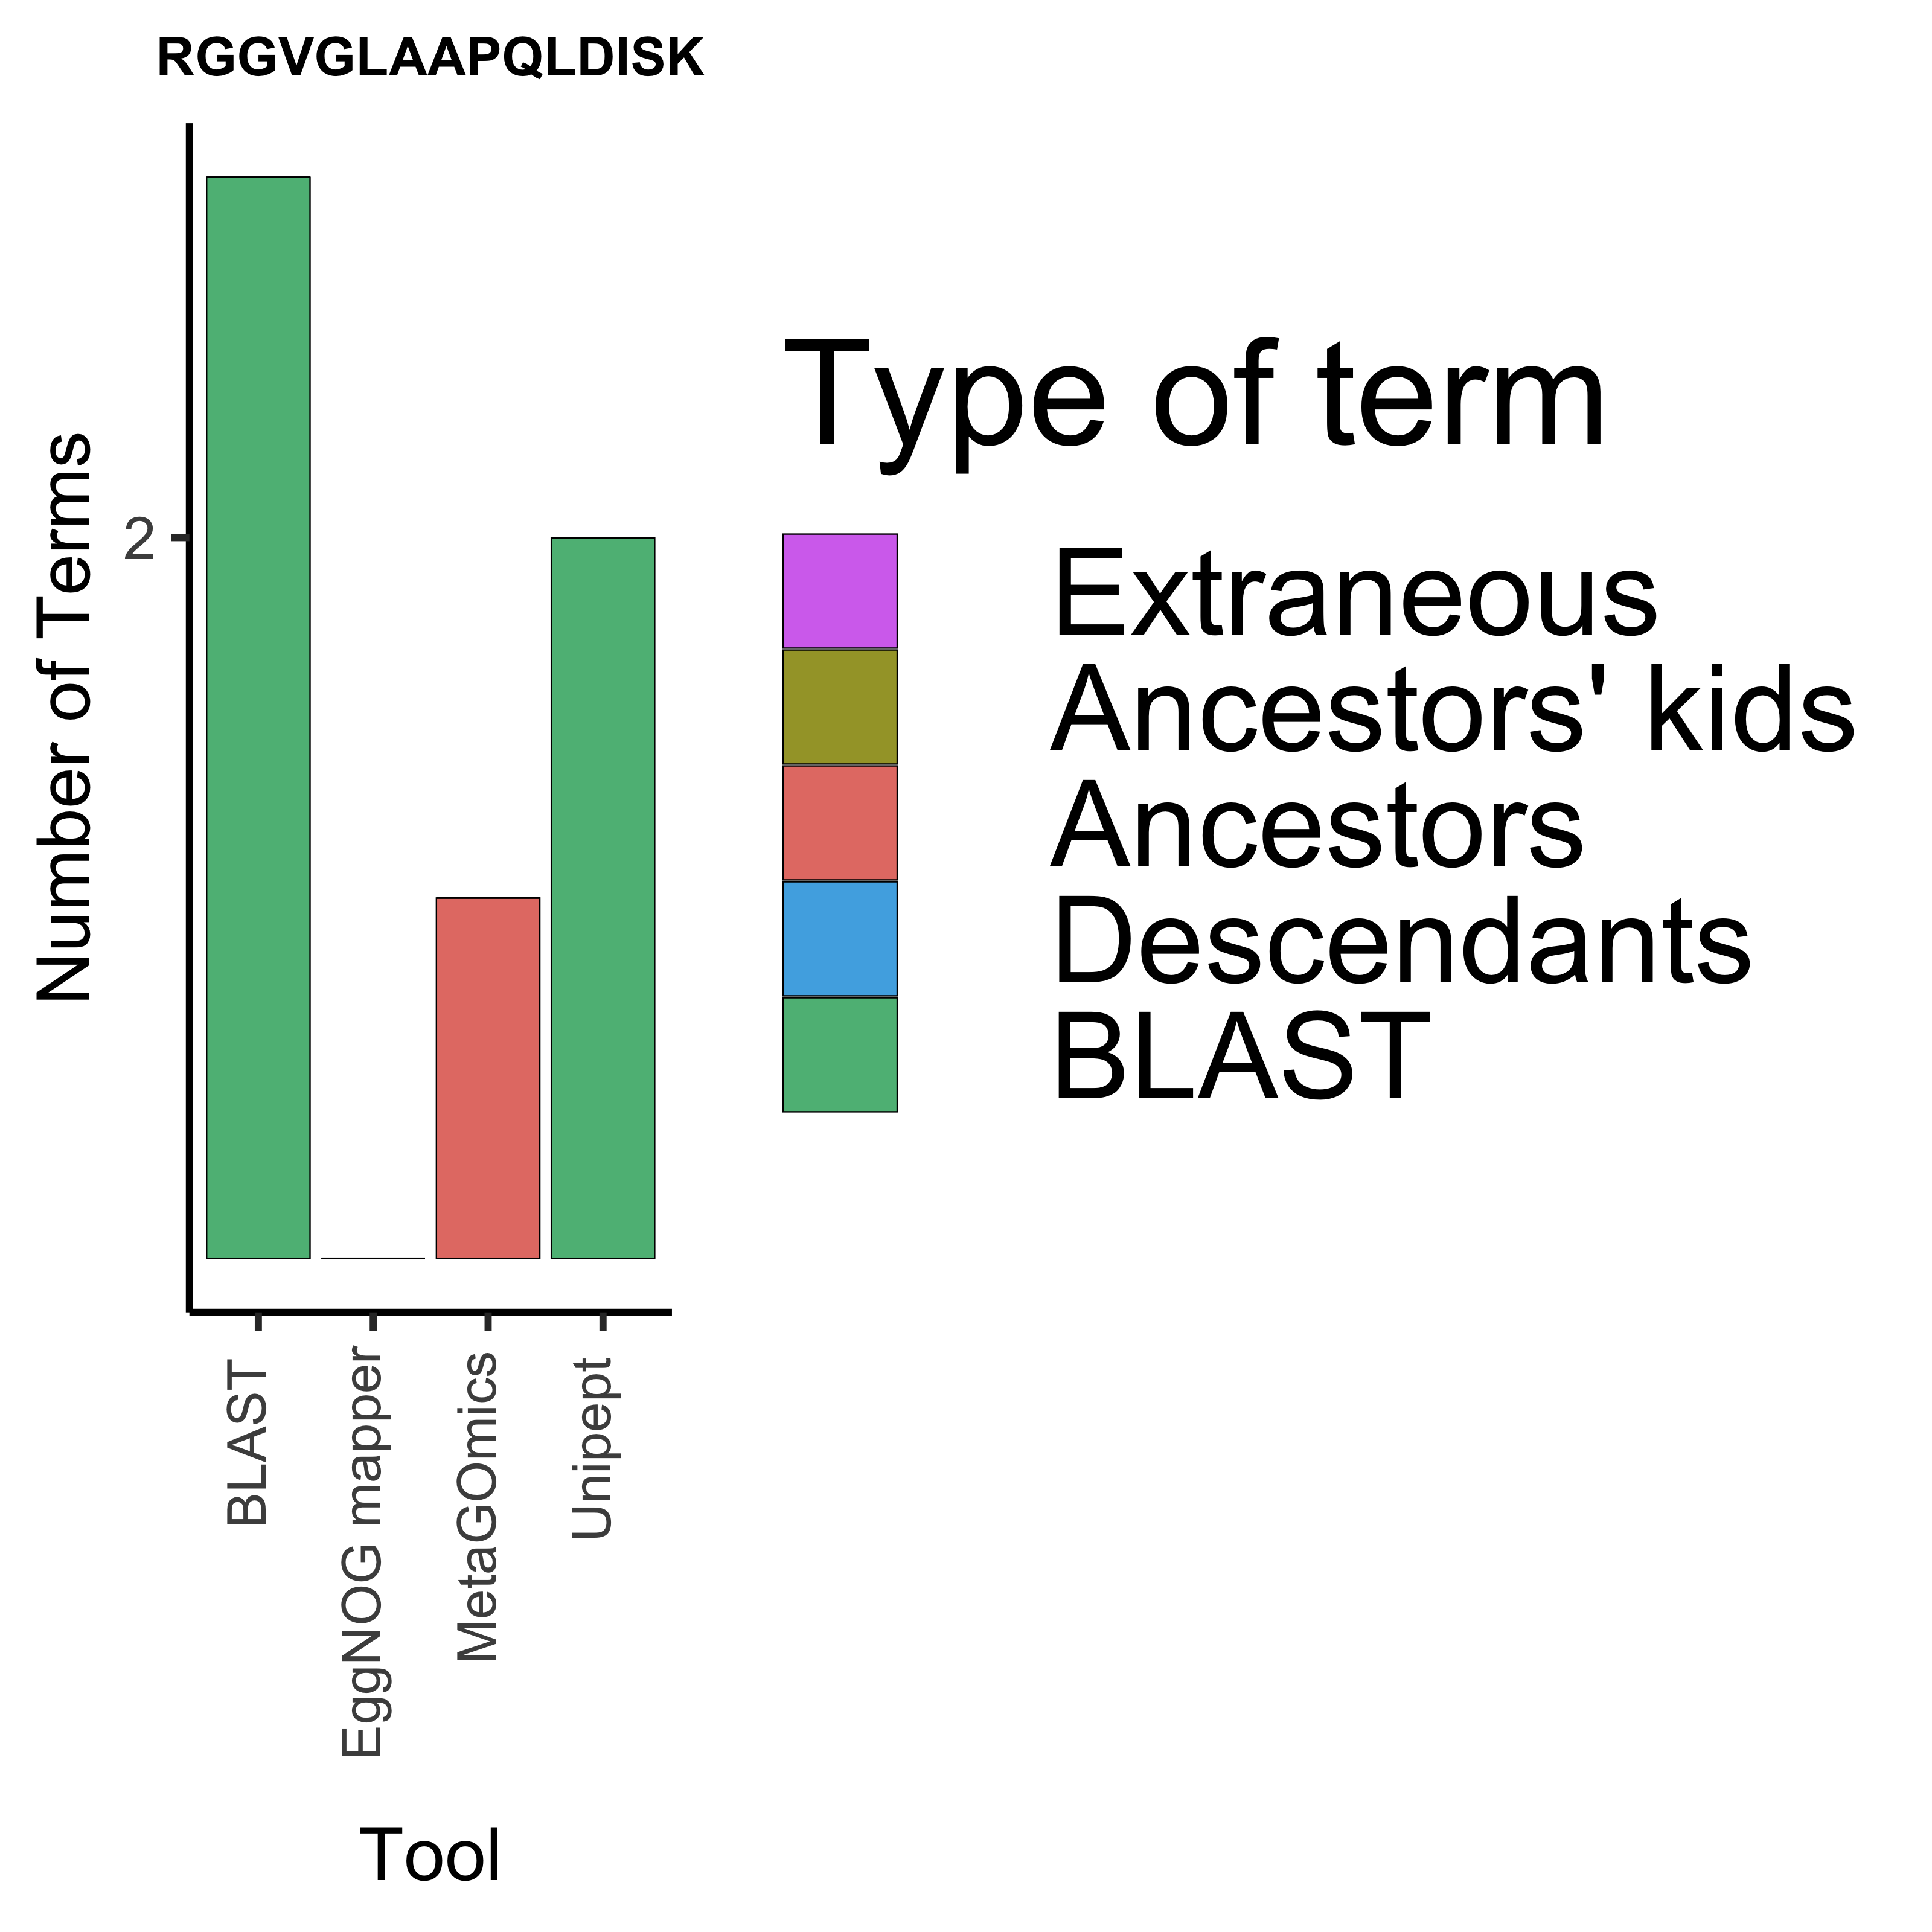 RGGVGLAAPQLDISK
Number of Terms
2
BLAST
EggNOG mapper
MetaGOmics
Unipept
Tool
Type of term
Extraneous
Ancestors' kids
Ancestors
Descendants
BLAST